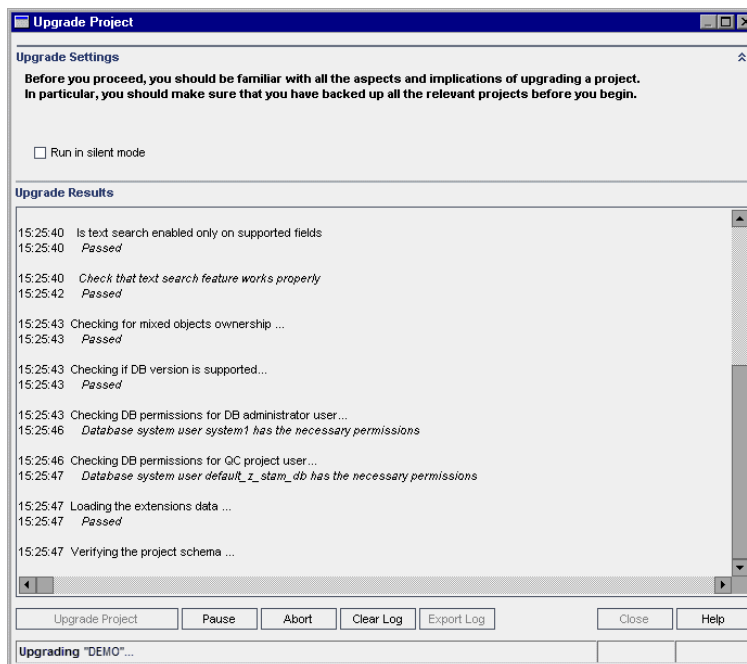 Upgrade Project
Upgrade Settings
Before you proceed, you should be familiar with all the aspects and implications of upgrading a project.
In particular, you should make sure that you have backed up all the relevant projects before you begin.
Run in silent mode
Upgrade Results
15:25:40 Is text search enabled only on supported fields
15:25:40 Passed
15:25:40 Check that text search feature works properly
15:25:42 Passed
15:25:43 Checking for mixed objects ownership ...
15:25:43 Passed
15:25:43 Checking if DB version is supported...
15:25:43 Passed
15:25:43 Checking DB permissions for DB administrator user...
15:25:46 Database system user system1 has the necessary permissions
15:25:46 Checking DB permissions for QC project user...
15:25:47 Database system user default_z_stam_db has the necessary permissions
15:25:47 Loading the extensions data ...
15:25:47 Passed
15:25:47 Verifying the project schema ...
Upgrade Project Pause Abort Clear Log Export Log Close Help
Upgrading "DEMO"...